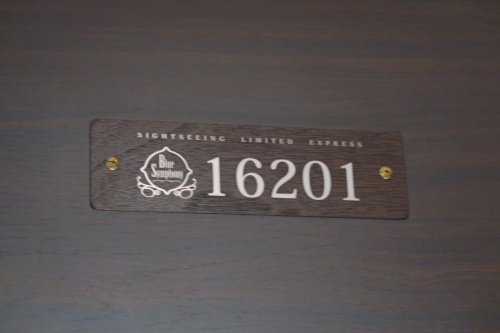 SIGHTSEEING LIMITED EXPRESS
Blue
Symphony
16201